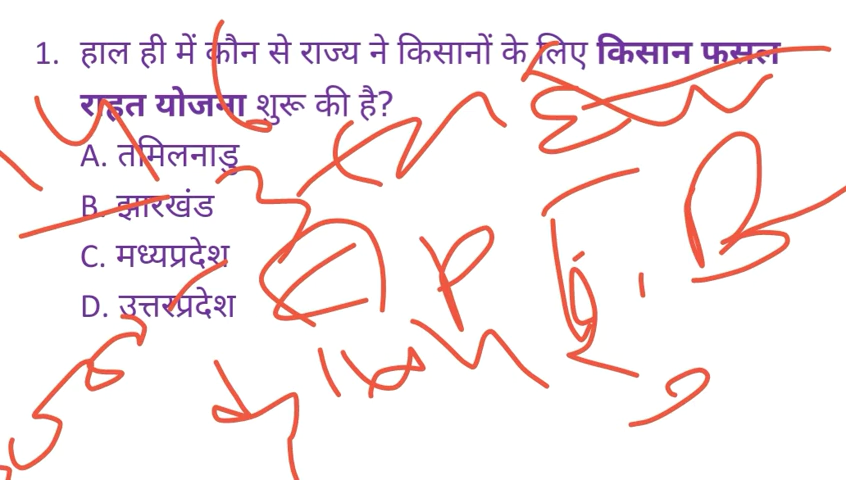 1. हाल ही में कौन से राज्य ने किसानों के लिए किसान फसल
राहत योजना शुरू की है?
A. तमिलनाडु
B. झारखंड
C. मध्यप्रदेश
D. उत्तरप्रदेश